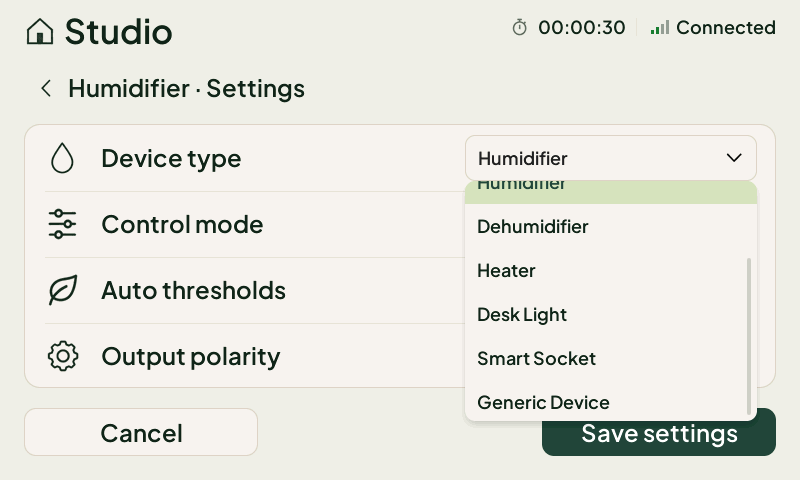 Studio
00:00:30
Connected
Humidifier · Settings
Device type
Humidifier
Humidifier
Dehumidifier
Control mode
Heater
Auto thresholds
Desk Light
Smart Socket
Output polarity
Generic Device
Cancel
Save settings